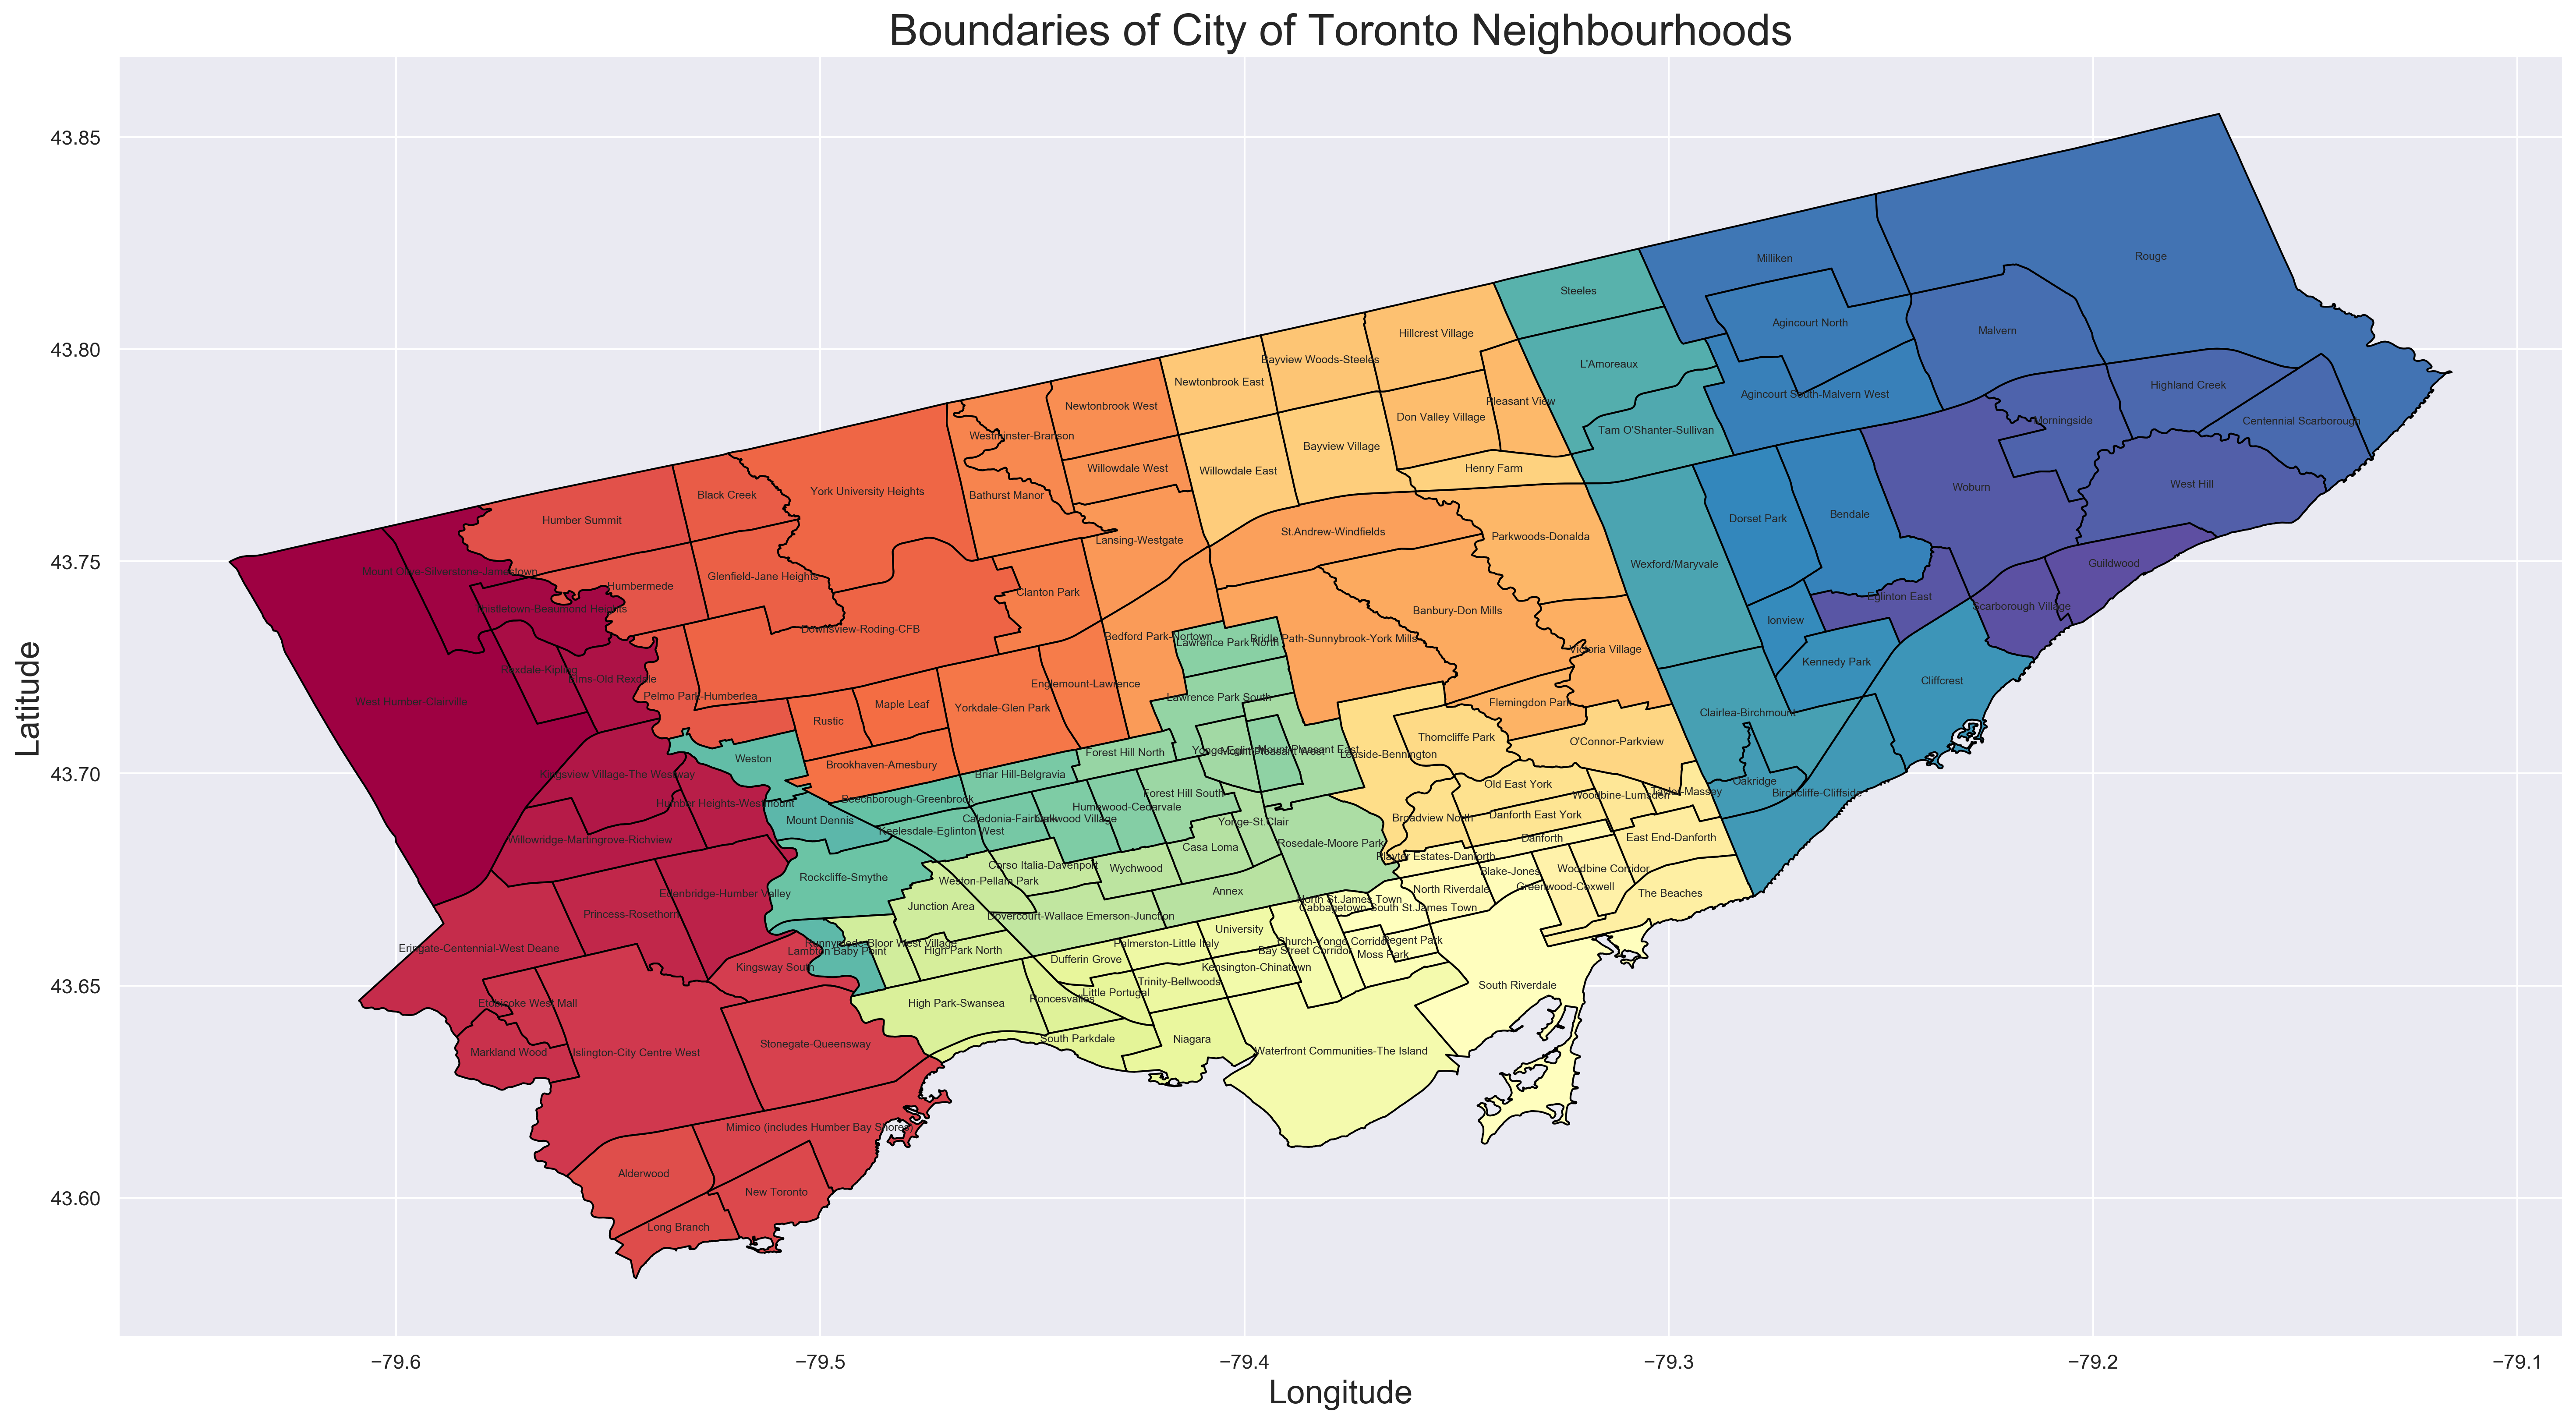 Boundaries of City of Toronto Neighbourhoods
Latitude
43.85
43.80
43.75
43.70
43.65
43.60
Rouge
Milliken
Steeles
Agincourt North
Malvern
Hillcrest Village
Bayview Woods-Steeles
L'Amoreaux
Newtonbrook East
Highland Creek
Agincourt South-Malvern West
Pleasant View
Newtonbrook West
Don Valley Village
Morningside
Centennial Scarborough
Tam O'Shanter-Sullivan
Westminster-Branson
Bayview Village
Willowdale West
Willowdale East
Henry Farm
West Hill
Woburn
York University Heights
Black Creek
Bathurst Manor
Bendale
Dorset Park
Humber Summit
St.Andrew-Windfields
Parkwoods-Donalda
Lansing-Westgate
Wexford/Maryvale
Guildwood
Mount Olive-Silverstone-Jamestown
Glenfield-Jane Heights
Humbermede
Clanton Park
Eglinton East
Scarborough Village
Thistletown-Beaumond Heights
Banbury-Don Mills
Ionview
Downsview-Roding-CFB
Bedford Park-Nortown
Lawrence Park North
Bridle Path-Sunnybrook-York Mills
Victoria Village
Kennedy Park
Rexdale-Kipling
Elms-Old Rexdale
Cliffcrest
Englemount-Lawrence
Pelmo Park-Humberlea
Lawrence Park South
West Humber-Clairville
Maple Leaf
Yorkdale-Glen Park
Flemingdon Park
Clairlea-Birchmount
Rustic
Thorncliffe Park
O'Connor-Parkview
Forest Hill North
Yonge-Eglinton
Mount Pleasant West
Mount Pleasant East
Leaside-Bennington
Weston
Brookhaven-Amesbury
Briar Hill-Belgravia
Kingsview Village-The Westway
Oakridge
Old East York
Birchcliffe-Cliffside
Taylor-Massey
Woodbine-Lumsden
Beechborough-Greenbrook
Forest Hill South
Humber Heights-Westmount
Humewood-Cedarvale
Mount Dennis
Caledonia-Fairbank
Oakwood Village
Yonge-St.Clair
Broadview North
Danforth East York
Keelesdale-Eglinton West
Willowridge-Martingrove-Richview
Danforth
East End-Danforth
Rosedale-Moore Park
Casa Loma
Playter Estates-Danforth
Corso Italia-Davenport
Wychwood
Woodbine Corridor
Blake-Jones
Rockcliffe-Smythe
Weston-Pellam Park
Greenwood-Coxwell
North Riverdale
Annex
The Beaches
Edenbridge-Humber Valley
North St.James Town
Junction Area
Cabbagetown-South St.James Town
Princess-Rosethorn
Dovercourt-Wallace Emerson-Junction
University
Church-Yonge Corridor
Regent Park
Runnymede-Bloor West Village
Palmerston-Little Italy
Eringate-Centennial-West Deane
Lambton Baby Point
High Park North
Bay Street Corridor
Moss Park
Dufferin Grove
Kingsway South
Kensington-Chinatown
Trinity-Bellwoods
South Riverdale
Little Portugal
Roncesvalles
Etobicoke West Mall
High Park-Swansea
South Parkdale
Niagara
Stonegate-Queensway
Markland Wood
Islington-City Centre West
Waterfront Communities-The Island
Mimico (includes Humber Bay Shores)
Alderwood
New Toronto
Long Branch
−79.6
−79.5
−79.4
−79.3
−79.2
−79.1
Longitude